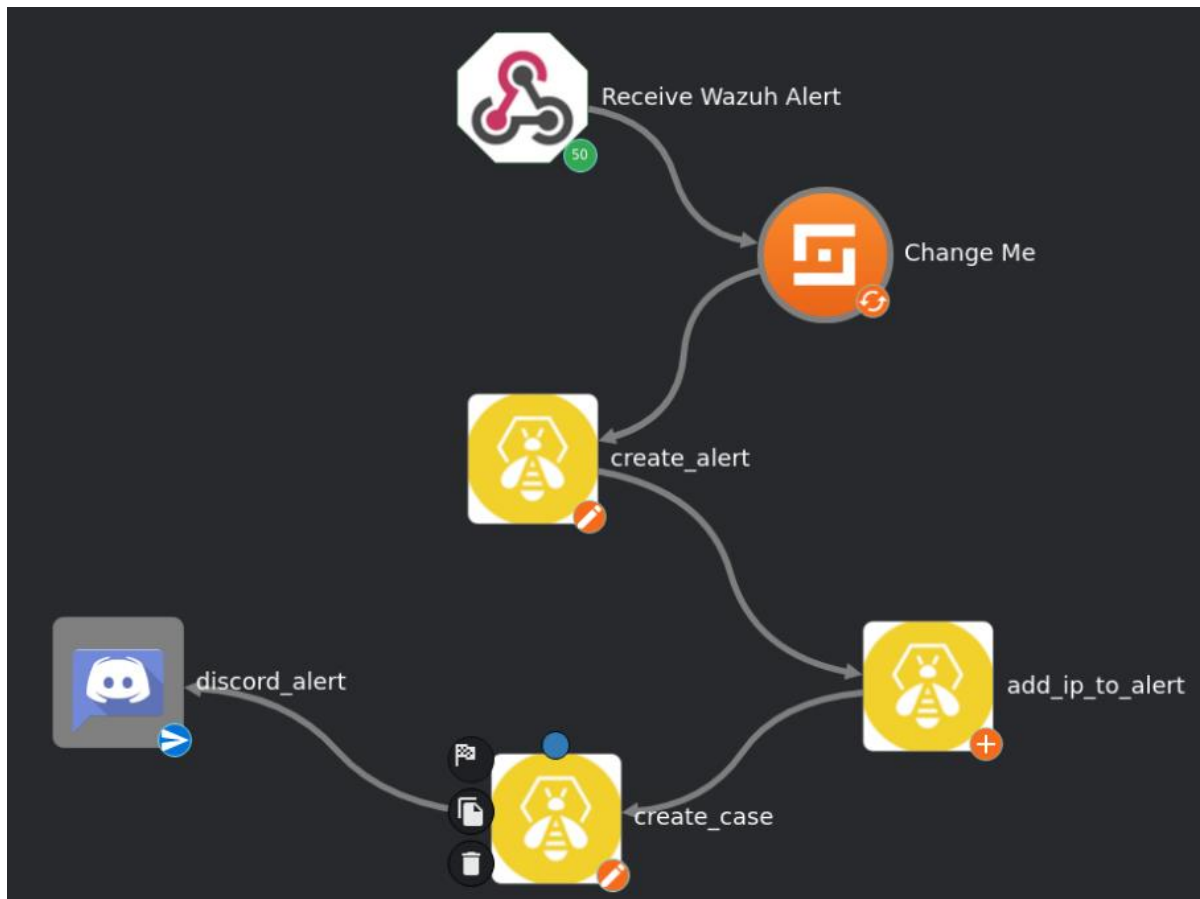 Receive Wazuh Alert
50
Change Me
create_alert
discord_alert
add_ip_to_alert
create_case